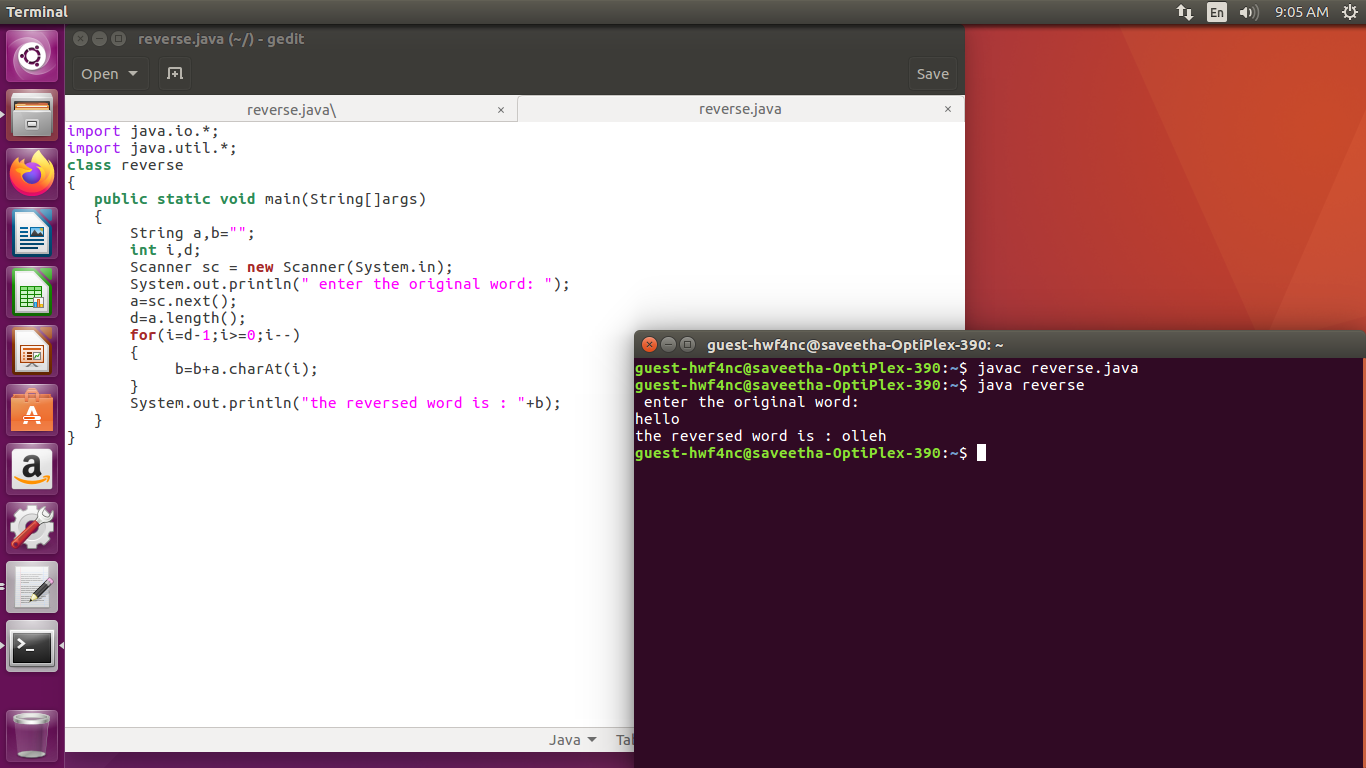 Terminal
En
9:05 AM
reverse.java (~/) - gedit
Open
Save
reverse.java\ ×
reverse.java ×
import java.io.*;
import java.util.*;
class reverse
{
   public static void main(String[]args)
   {
       String a,b="";
       int i,d;
       Scanner sc = new Scanner(System.in);
       System.out.println(" enter the original word: ");
       a=sc.next();
       d=a.length();
       for(i=d-1;i>=0;i--)
       {
            b=b+a.charAt(i);
       }
       System.out.println("the reversed word is : "+b);
   }
}
Java
guest-hwf4nc@saveetha-OptiPlex-390: ~
guest-hwf4nc@saveetha-OptiPlex-390:~$ javac reverse.java
guest-hwf4nc@saveetha-OptiPlex-390:~$ java reverse
 enter the original word:
hello
the reversed word is : olleh
guest-hwf4nc@saveetha-OptiPlex-390:~$